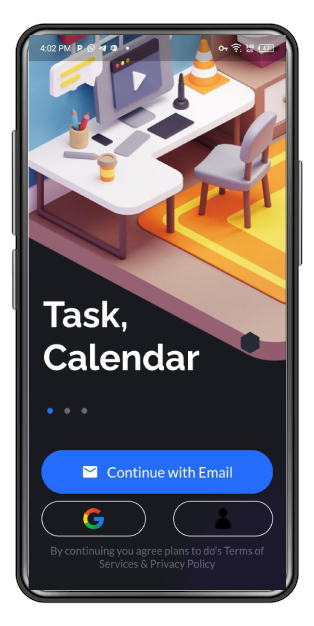 4:02 PM P
Task,
Calendar
Continue with Email
G
By continuing you agree plans to do's Terms of
Services & Privacy Policy